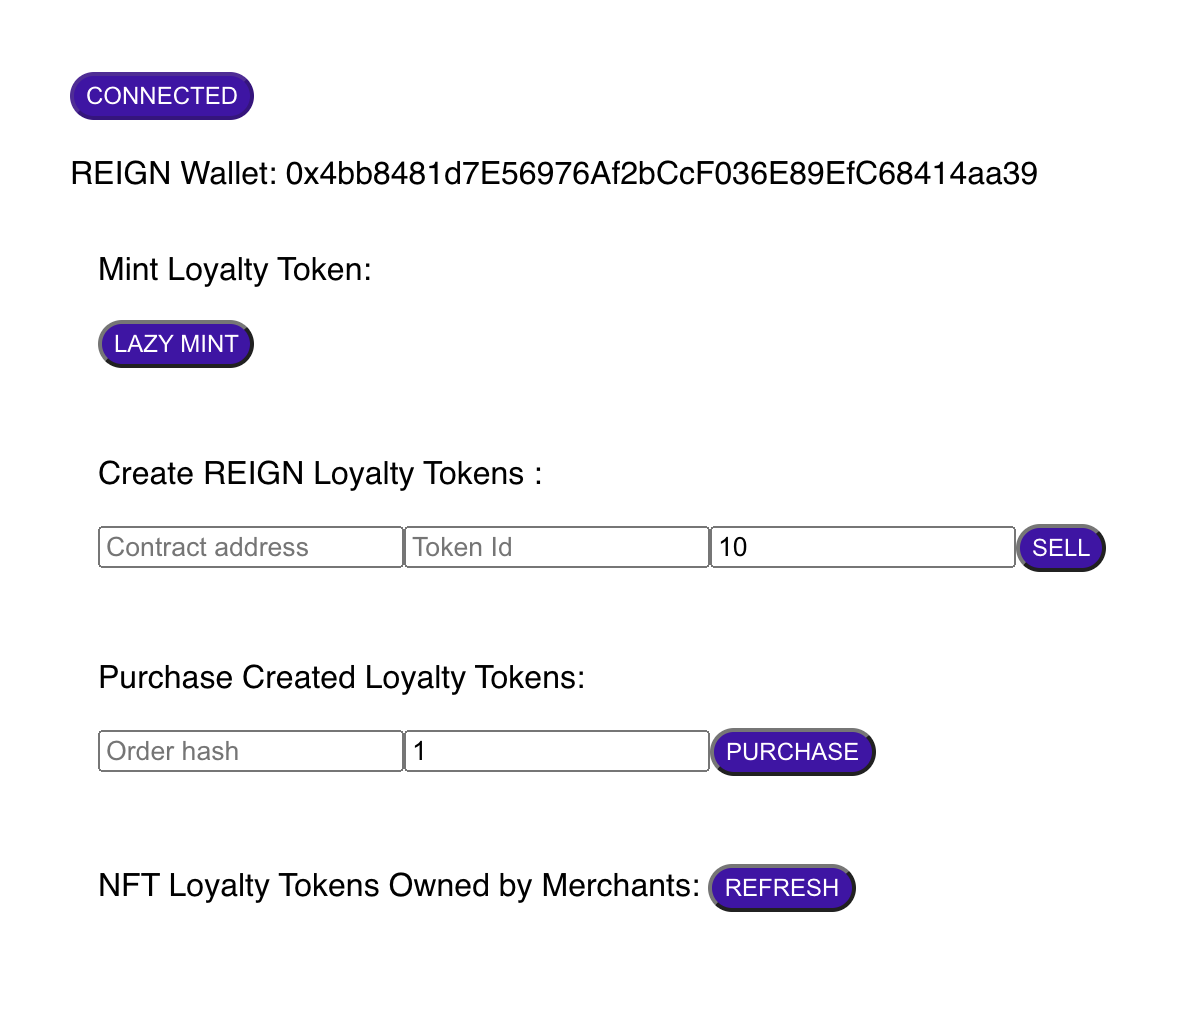 CONNECTED
REIGN Wallet: 0x4bb8481d7E56976Af2bCcF036E89EfC68414aa39
Mint Loyalty Token:
LAZY MINT
Create REIGN Loyalty Tokens :
Contract address Token Id 10 SELL
Purchase Created Loyalty Tokens:
Order hash 1 PURCHASE
NFT Loyalty Tokens Owned by Merchants: REFRESH